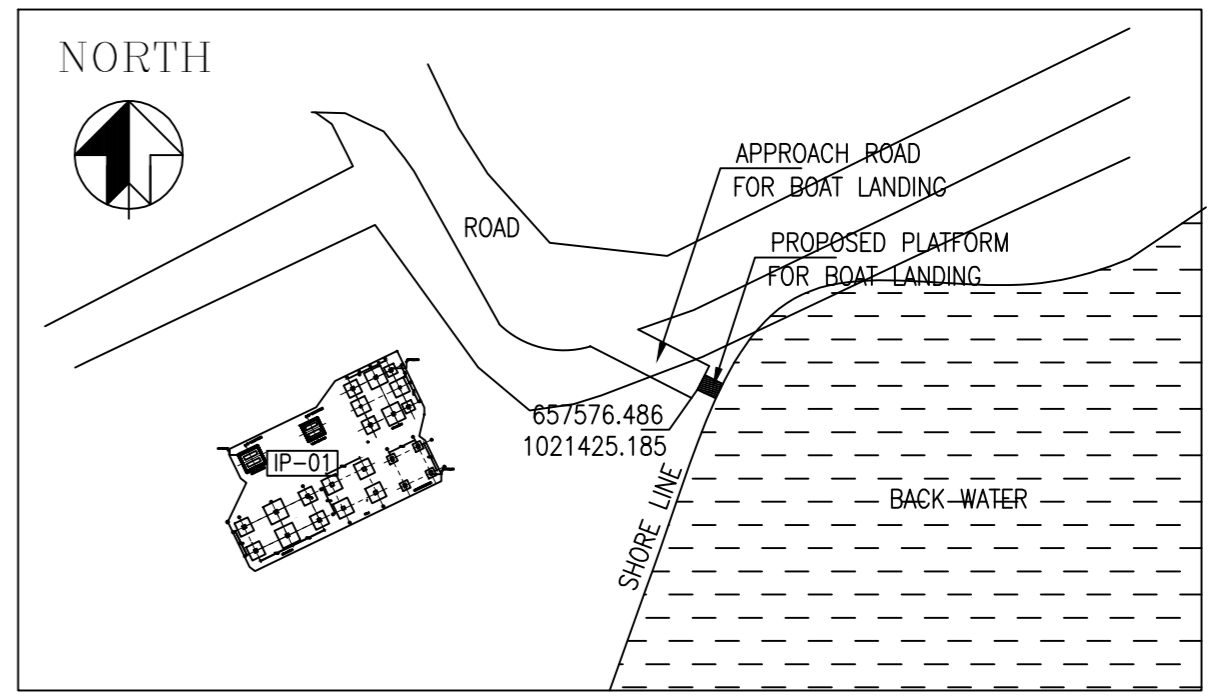 NORTH
APPROACH ROAD
FOR BOAT LANDING
ROAD
PROPOSED PLATFORM
FOR BOAT LANDING
657576.486
1021425.185
IP-01
SHORE LINE
BACK WATER